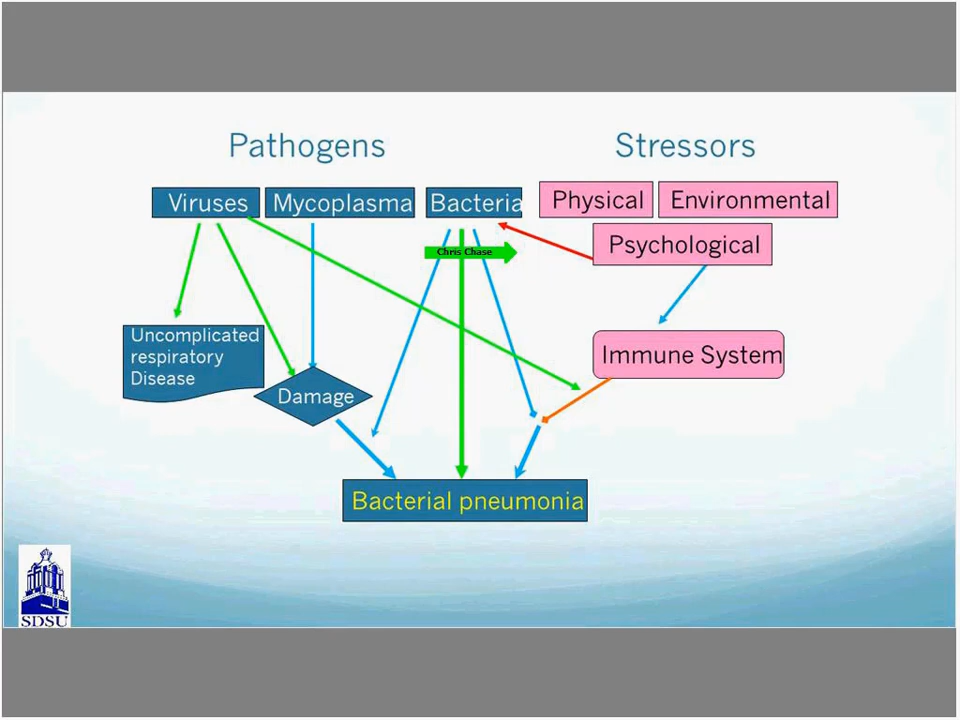 Pathogens
Stressors
Viruses
Mycoplasma
Bacteria
Physical
Environmental
Psychological
Chris Chase
Uncomplicated
respiratory
Disease
Immune System
Damage
Bacterial pneumonia
SDSU